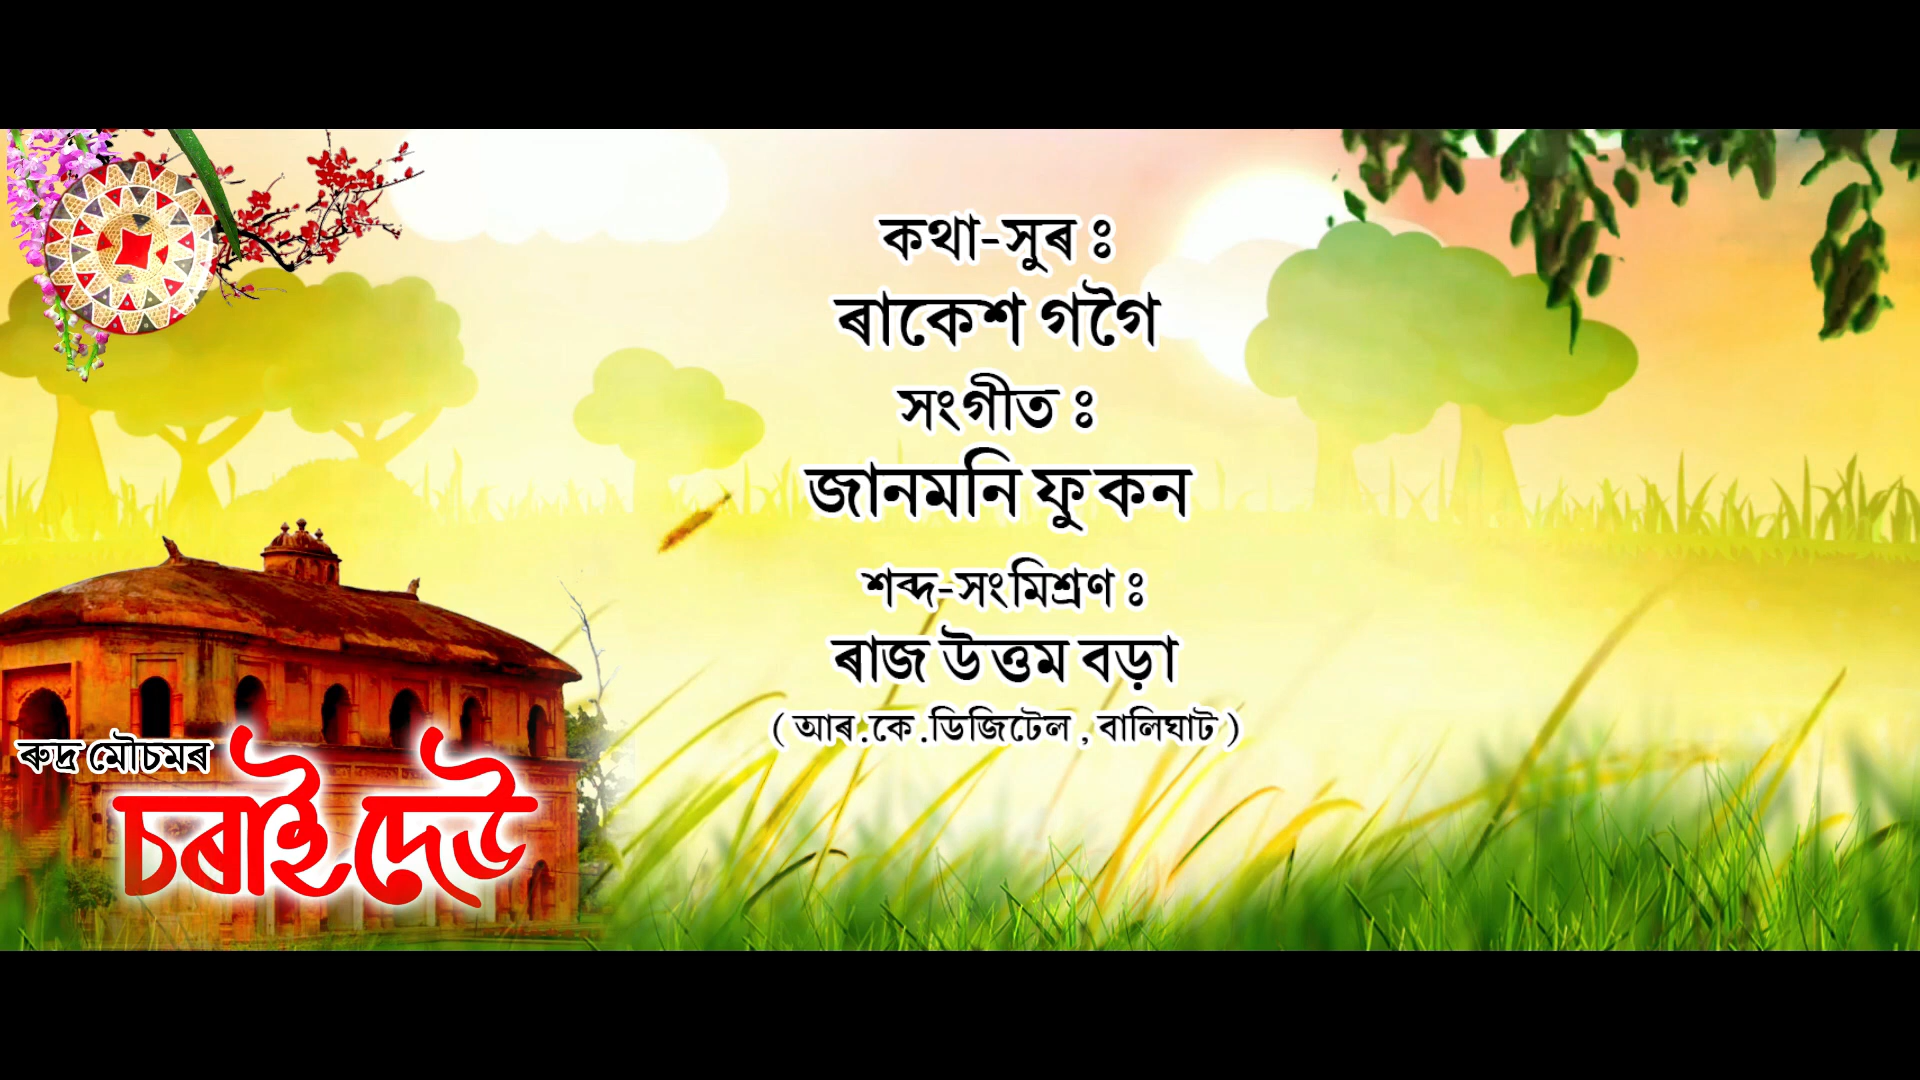 কথা-সুৰ ঃ
ৰাকেশ গগৈ
সংগীত ঃ
জানমনি ফুকন
শব্দ-সংমিশ্ৰণ ঃ
ৰাজ উত্তম বড়া
( আৰ.কে.ডিজিটেল , বালিঘাট )
ৰুদ্ৰ মৌচমৰ
চৰাইদেউ